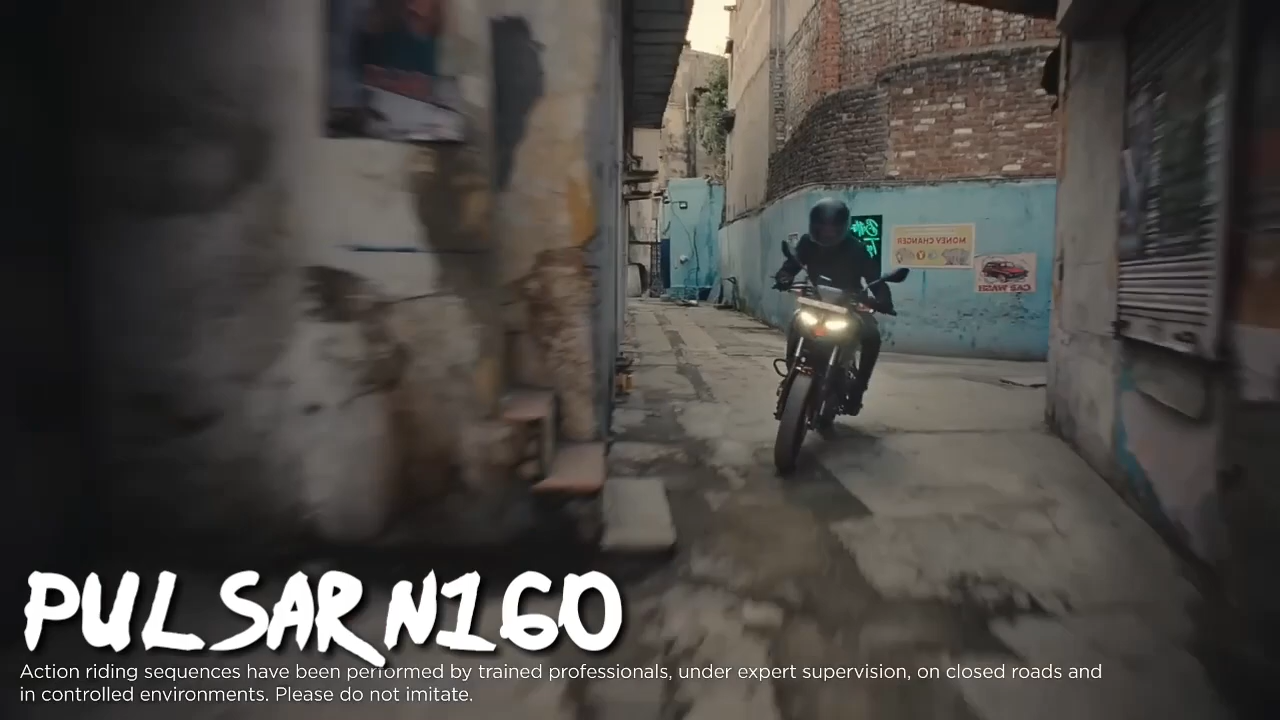 Bite
MONEY CHANGER
CAR WASH
PULSAR N160
Action riding sequences have been performed by trained professionals, under expert supervision, on closed roads and
in controlled environments. Please do not imitate.